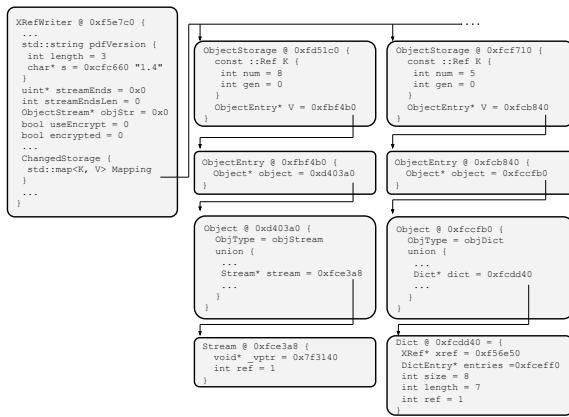 XRefWriter @ 0xf5e7c0 {
...
std::string pdfVersion {
int length = 3
char* s = 0xcfc660 "1.4"
}
uint* streamEnds = 0x0
int streamEndsLen = 0
ObjectStream* objStr = 0x0
bool useEncrypt = 0
bool encrypted = 0
...
ChangedStorage {
std::map<K, V> Mapping
}
...
}
....
ObjectStorage @ 0xfd51c0 {
const ::Ref K {
int num = 8
int gen = 0
}
ObjectEntry* V = 0xfbf4b0
}
ObjectEntry @ 0xfbf4b0 {
Object* object = 0xd403a0
}
Object @ 0xd403a0 {
ObjType = objStream
union {
...
Stream* stream = 0xfce3a8
...
}
}
Stream @ 0xfce3a8 {
void* _vptr = 0x7f3140
int ref = 1
}
ObjectStorage @ 0xfcf710 {
const ::Ref K {
int num = 5
int gen = 0
}
ObjectEntry* V = 0xfcb840
}
ObjectEntry @ 0xfcb840 {
Object* object = 0xfccfb0
}
Object @ 0xfccfb0 {
ObjType = objDict
union {
...
Dict* dict = 0xfcdd40
...
}
}
Dict @ 0xfcdd40 = {
XRef* xref = 0xf56e50
DictEntry* entries =0xfceff0
int size = 8
int length = 7
int ref = 1
}